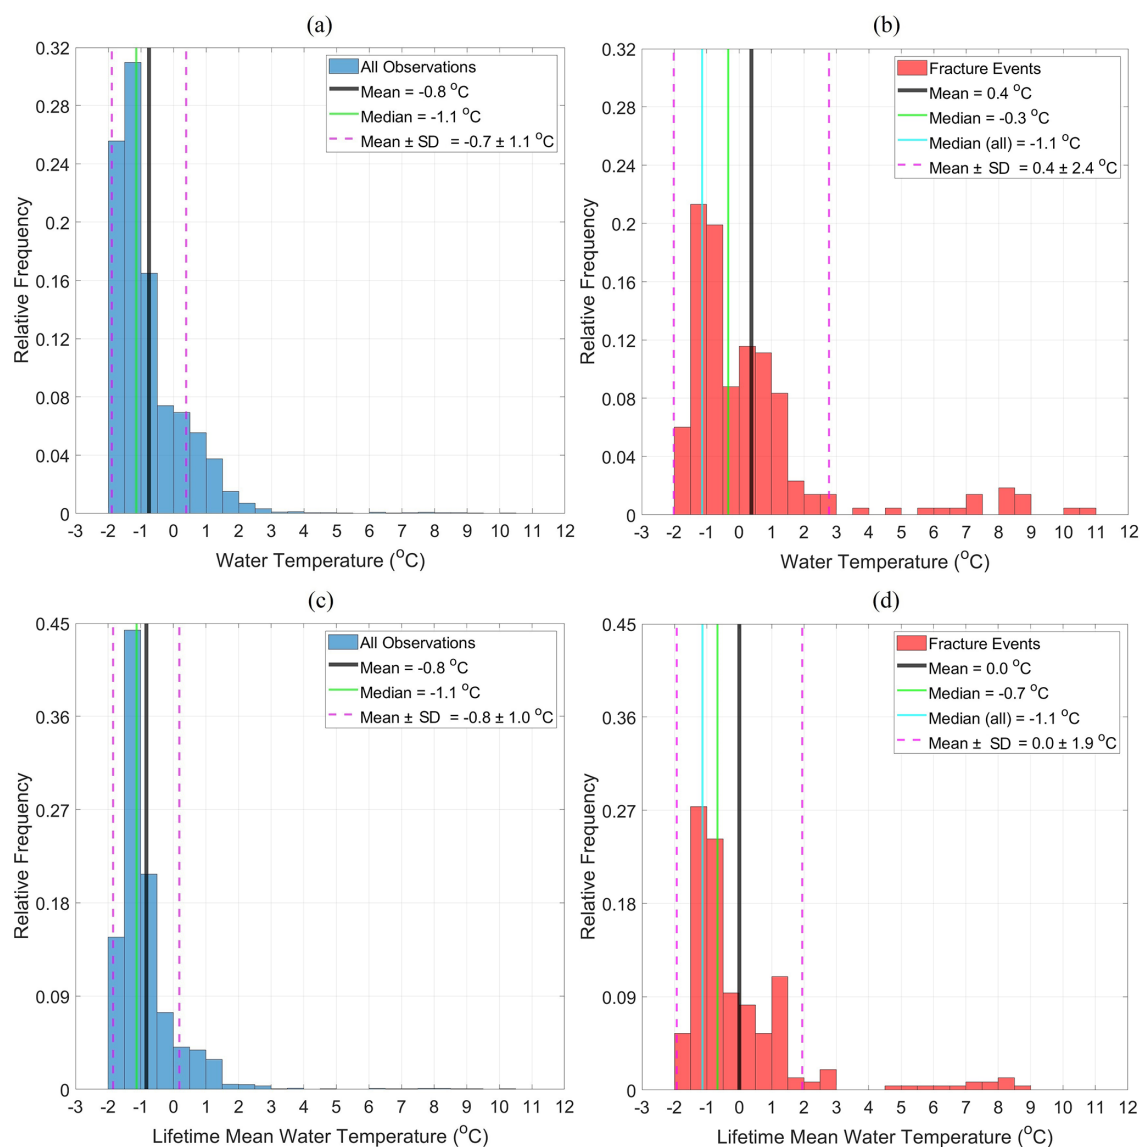 (a)
0.32
0.28
0.24
0.2
0.16
0.12
0.08
0.04
0
Relative Frequency
All Observations
Mean = -0.8 °C
Median = -1.1 °C
Mean ± SD = -0.7 ± 1.1 °C
-3 -2 -1 0 1 2 3 4 5 6 7 8 9 10 11 12
Water Temperature (°C)
(b)
0.32
0.28
0.24
0.2
0.16
0.12
0.08
0.04
0
Relative Frequency
Fracture Events
Mean = 0.4 °C
Median = -0.3 °C
Median (all) = -1.1 °C
Mean ± SD = 0.4 ± 2.4 °C
-3 -2 -1 0 1 2 3 4 5 6 7 8 9 10 11 12
Water Temperature (°C)
(c)
0.45
0.36
0.27
0.18
0.09
0
Relative Frequency
All Observations
Mean = -0.8 °C
Median = -1.1 °C
Mean ± SD = -0.8 ± 1.0 °C
-3 -2 -1 0 1 2 3 4 5 6 7 8 9 10 11 12
Lifetime Mean Water Temperature (°C)
(d)
0.45
0.36
0.27
0.18
0.09
0
Relative Frequency
Fracture Events
Mean = 0.0 °C
Median = -0.7 °C
Median (all) = -1.1 °C
Mean ± SD = 0.0 ± 1.9 °C
-3 -2 -1 0 1 2 3 4 5 6 7 8 9 10 11 12
Lifetime Mean Water Temperature (°C)